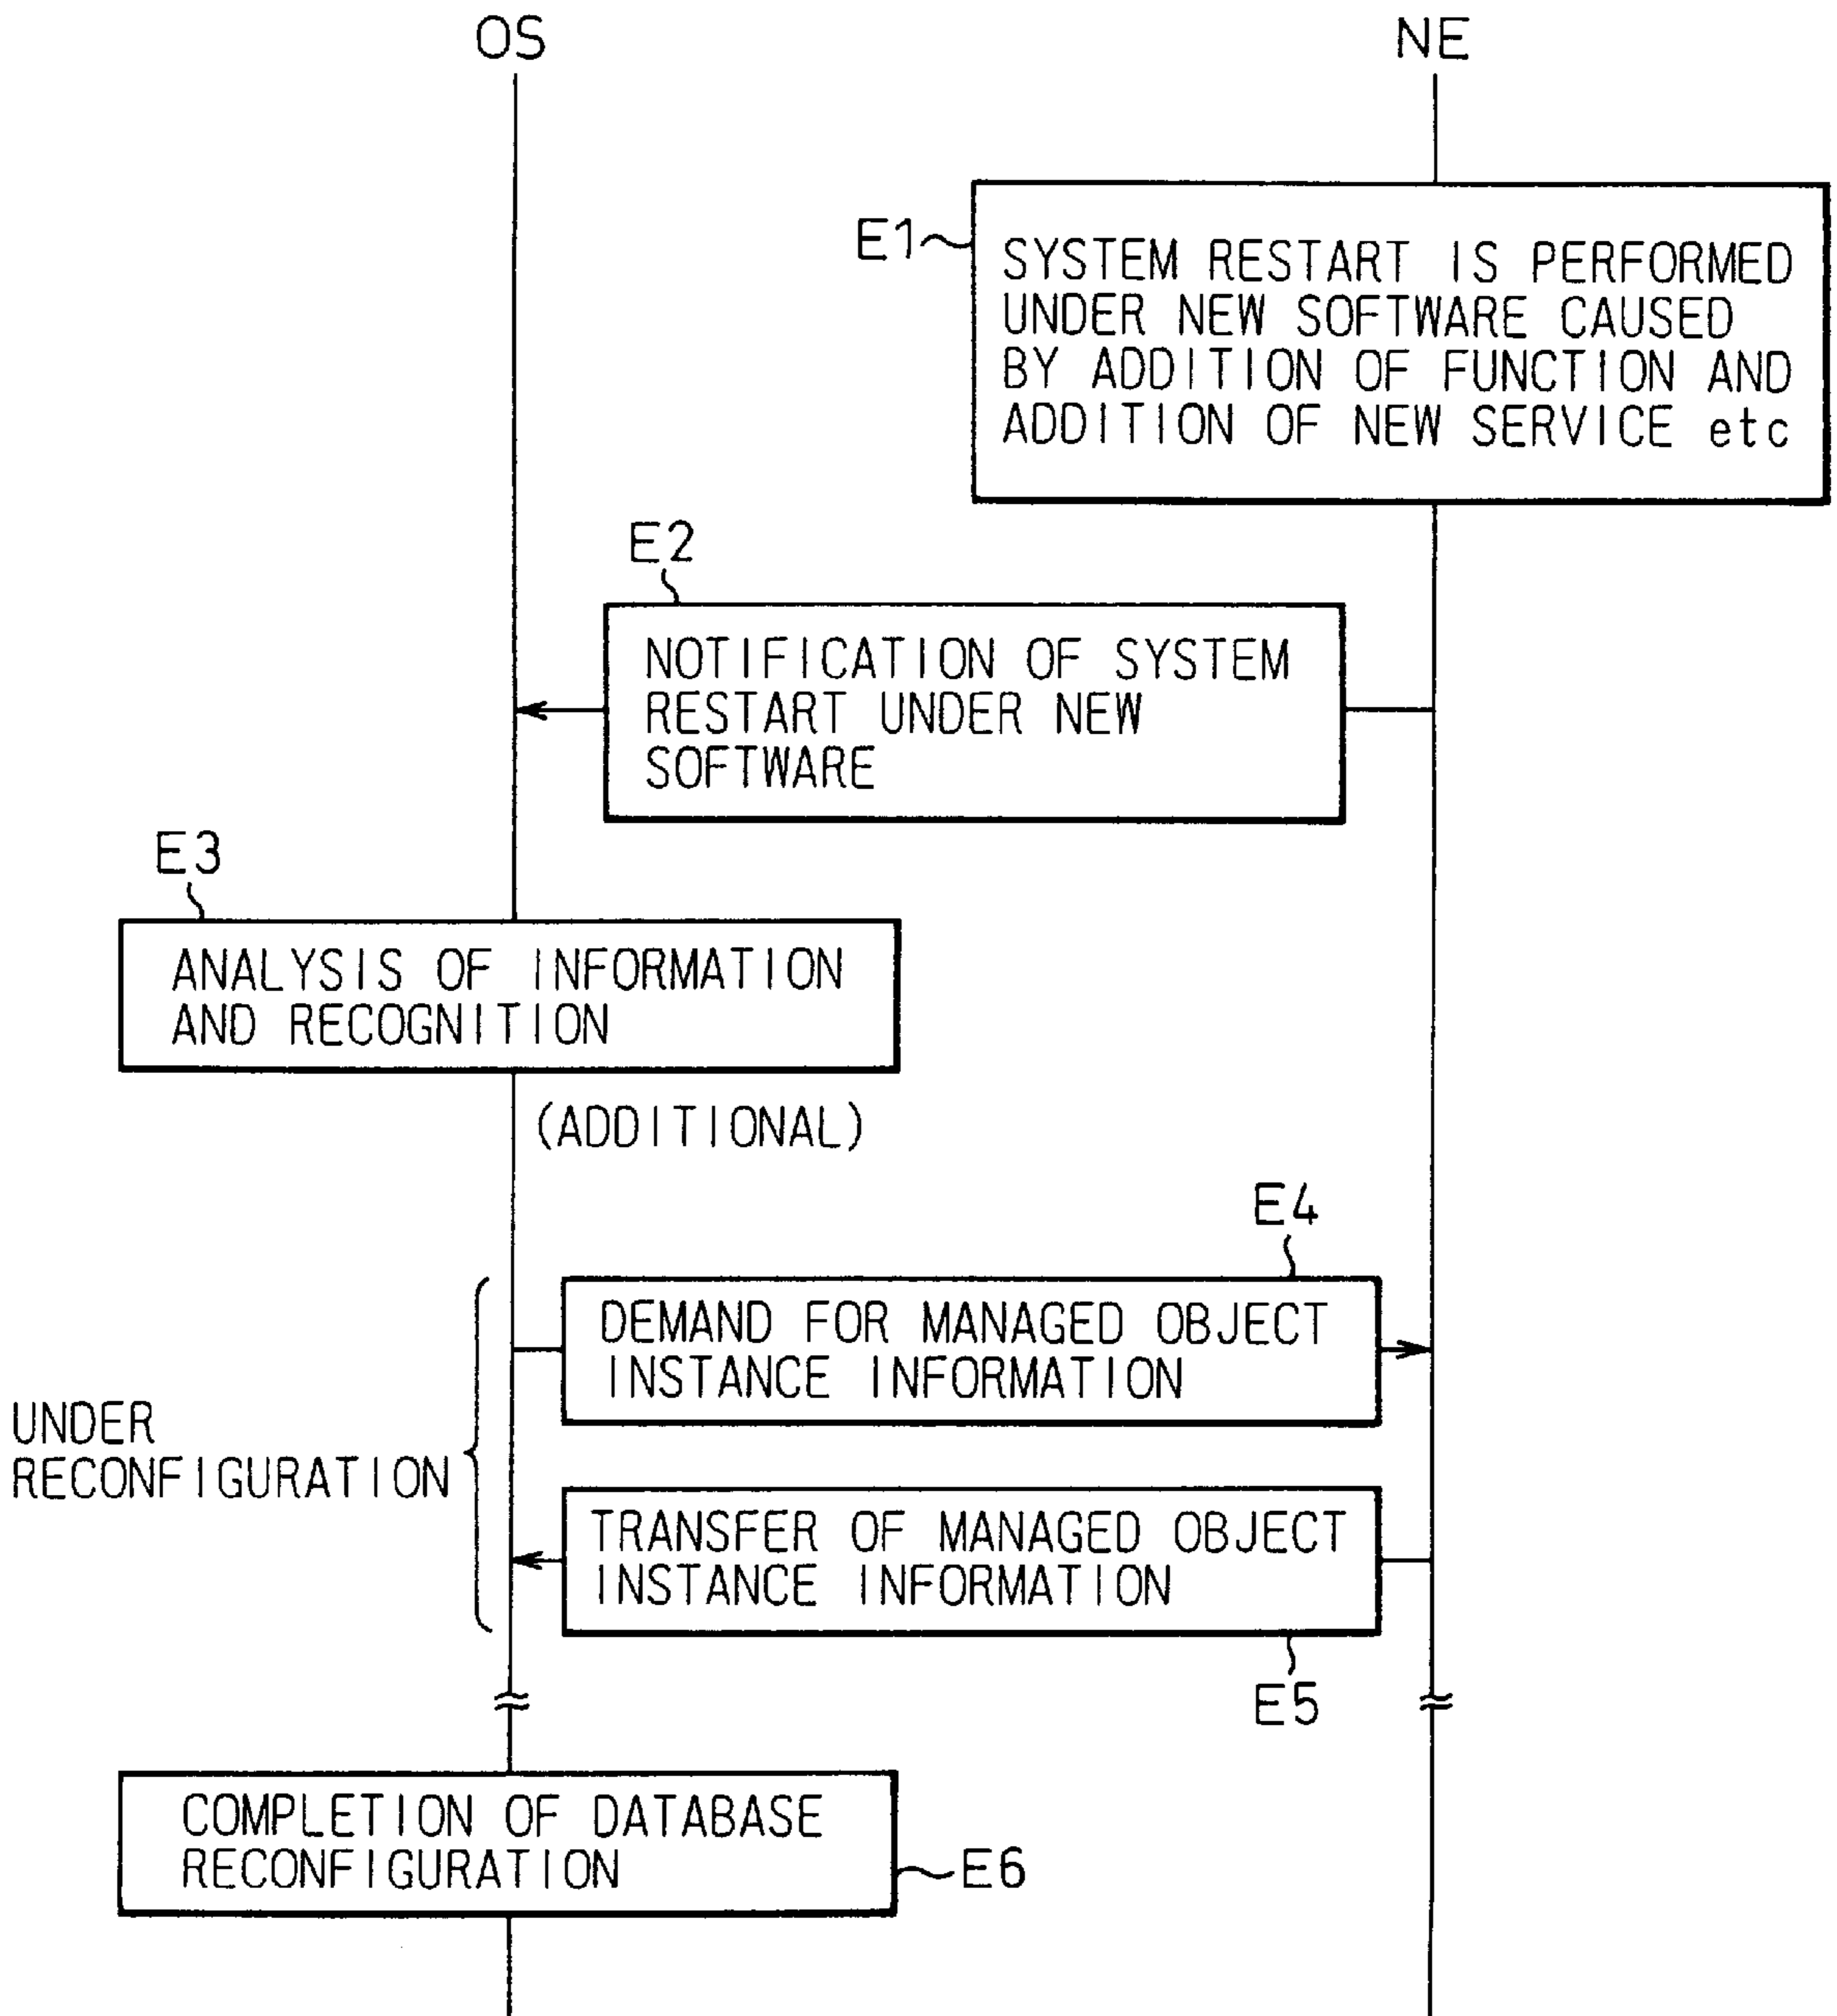 OS
NE
E1
SYSTEM RESTART IS PERFORMED
UNDER NEW SOFTWARE CAUSED
BY ADDITION OF FUNCTION AND
ADDITION OF NEW SERVICE etc
E2
NOTIFICATION OF SYSTEM
RESTART UNDER NEW
SOFTWARE
E3
ANALYSIS OF INFORMATION
AND RECOGNITION
(ADDITIONAL)
E4
DEMAND FOR MANAGED OBJECT
INSTANCE INFORMATION
UNDER
RECONFIGURATION
TRANSFER OF MANAGED OBJECT
INSTANCE INFORMATION
E5
COMPLETION OF DATABASE
RECONFIGURATION
E6